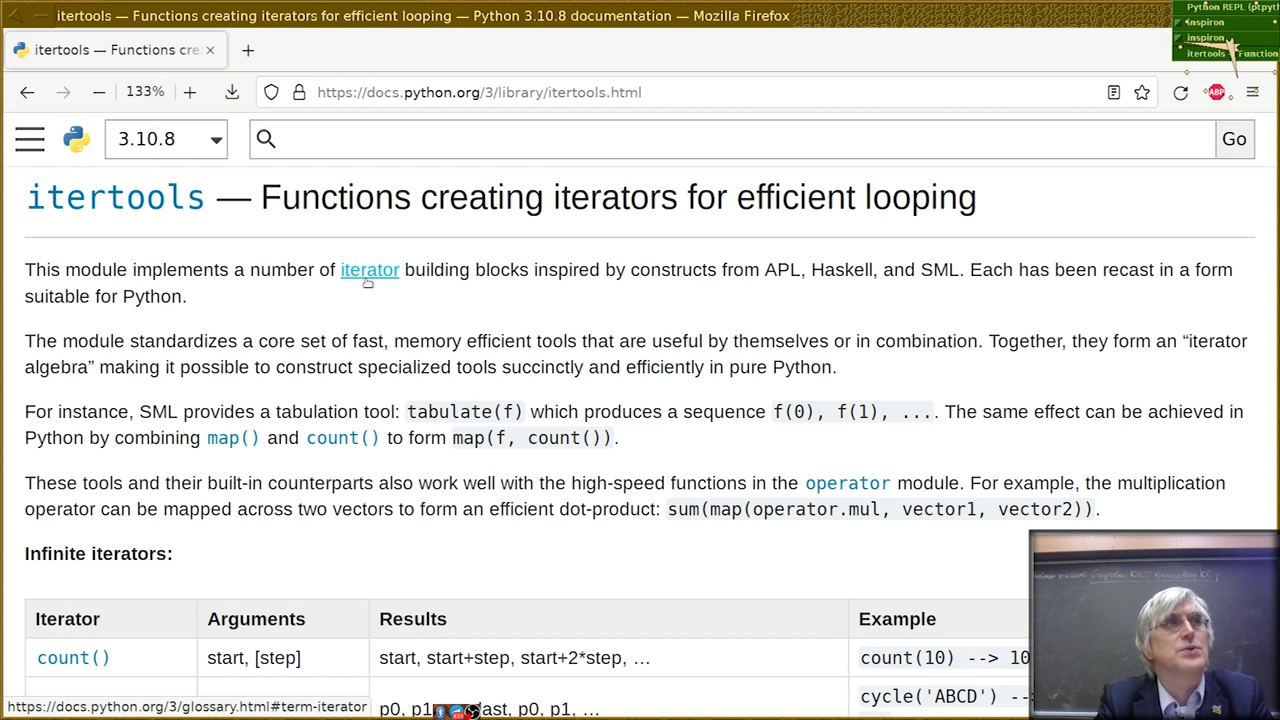 itertools — Functions creating iterators for efficient looping — Python 3.10.8 documentation — Mozilla Firefox
Python REPL (ptpyt
inspiron
inspiron
itertools - Function
itertools — Functions cre
133%
https://docs.python.org/3/library/itertools.html
ABP
3.10.8
Go
itertools — Functions creating iterators for efficient looping
This module implements a number of iterator building blocks inspired by constructs from APL, Haskell, and SML. Each has been recast in a form
suitable for Python.
The module standardizes a core set of fast, memory efficient tools that are useful by themselves or in combination. Together, they form an “iterator
algebra” making it possible to construct specialized tools succinctly and efficiently in pure Python.
For instance, SML provides a tabulation tool: tabulate(f) which produces a sequence f(0), f(1), .... The same effect can be achieved in
Python by combining map() and count() to form map(f, count()).
These tools and their built-in counterparts also work well with the high-speed functions in the operator module. For example, the multiplication
operator can be mapped across two vectors to form an efficient dot-product: sum(map(operator.mul, vector1, vector2)).
Infinite iterators:
Iterator Arguments Results Example
count() start, [step] start, start+step, start+2*step, … count(10) --> 10
cycle('ABCD') --
p0, p1 last, p0, p1, …
https://docs.python.org/3/glossary.html#term-iterator